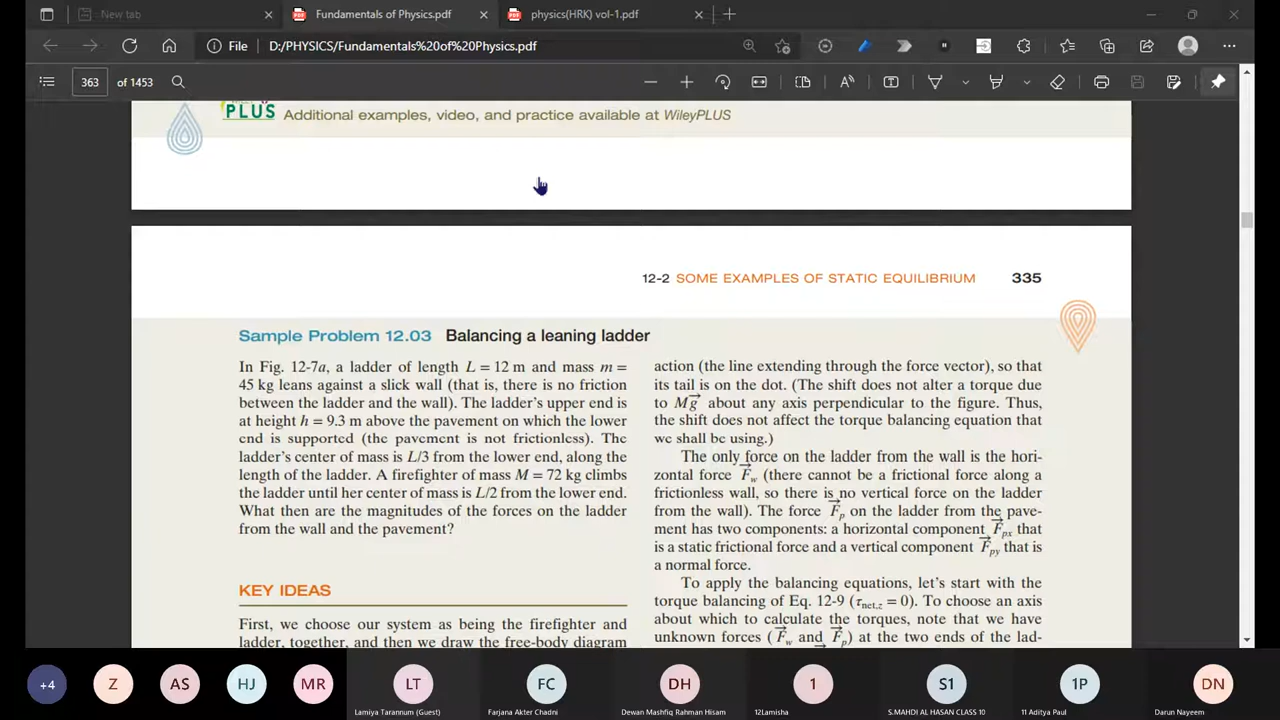 New tab
Fundamentals of Physics.pdf
physics(HRK) vol-1.pdf
File
D:/PHYSICS/Fundamentals%20of%20Physics.pdf
363 of 1453
PLUS Additional examples, video, and practice available at WileyPLUS
12-2 SOME EXAMPLES OF STATIC EQUILIBRIUM 335
Sample Problem 12.03 Balancing a leaning ladder
In Fig. 12-7a, a ladder of length L = 12 m and mass m =
45 kg leans against a slick wall (that is, there is no friction
between the ladder and the wall). The ladder's upper end is
at height h = 9.3 m above the pavement on which the lower
end is supported (the pavement is not frictionless). The
ladder's center of mass is L/3 from the lower end, along the
length of the ladder. A firefighter of mass M = 72 kg climbs
the ladder until her center of mass is L/2 from the lower end.
What then are the magnitudes of the forces on the ladder
from the wall and the pavement?
KEY IDEAS
First, we choose our system as being the firefighter and
ladder, together, and then we draw the free-body diagram
action (the line extending through the force vector), so that
its tail is on the dot. (The shift does not alter a torque due
to Mg⃗ about any axis perpendicular to the figure. Thus,
the shift does not affect the torque balancing equation that
we shall be using.)
The only force on the ladder from the wall is the hori-
zontal force F⃗w (there cannot be a frictional force along a
frictionless wall, so there is no vertical force on the ladder
from the wall). The force F⃗p on the ladder from the pave-
ment has two components: a horizontal component F⃗px that
is a static frictional force and a vertical component F⃗py that is
a normal force.
To apply the balancing equations, let's start with the
torque balancing of Eq. 12-9 (τnet,z = 0). To choose an axis
about which to calculate the torques, note that we have
unknown forces (F⃗w and F⃗p) at the two ends of the lad-
+4
Z
AS
HJ
MR
LT
FC
DH
1
S1
1P
DN
Lamiya Tarannum (Guest)
Farjana Akter Chadni
Dewan Mashfiq Rahman Hisam
12Lamisha
S.MAHDI AL HASAN CLASS 10
11 Aditya Paul
Darun Nayeem